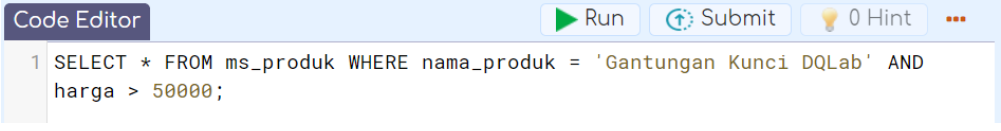 Code Editor Run Submit 0 Hint
1 SELECT * FROM ms_produk WHERE nama_produk = 'Gantungan Kunci DQLab' AND
harga > 50000;